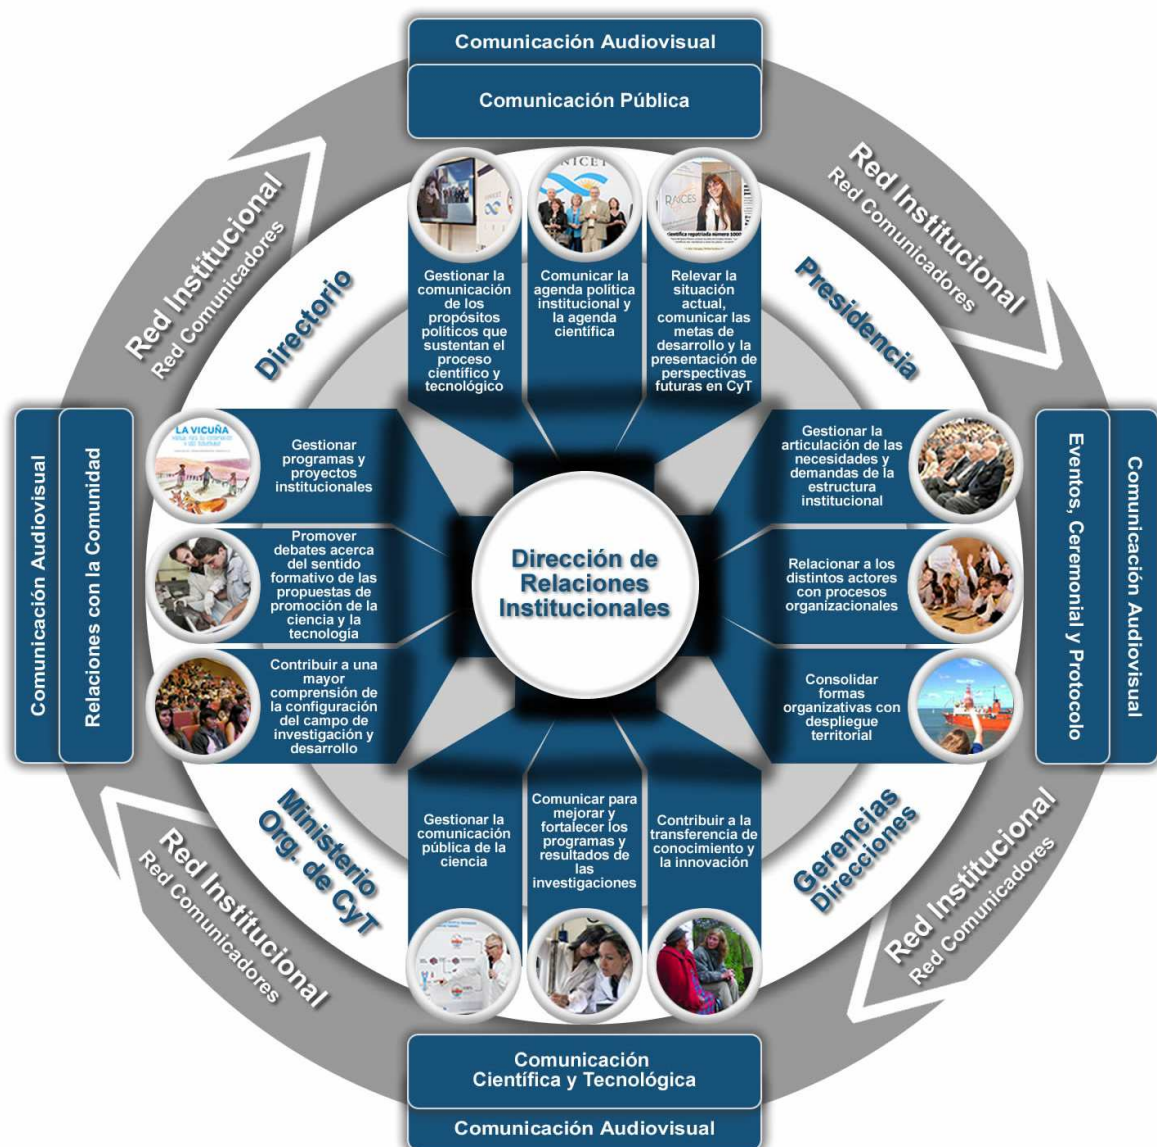 Comunicación Audiovisual
Comunicación Pública
Red Institucional
Red Comunicadores
Red Institucional
Red Comunicadores
Directorio
Presidencia
RAÍCES
Gestionar la
comunicación
de los
propósitos
políticos que
sustentan el
proceso
científico y
tecnológico
Comunicar la
agenda política
institucional y
la agenda
científica
Relevar la
situación
actual,
comunicar las
metas de
desarrollo y la
presentación de
perspectivas
futuras en CyT
Comunicación Audiovisual
Relaciones con la Comunidad
LA VICUÑA
Gestionar
programas y
proyectos
institucionales
Promover
debates acerca
del sentido
formativo de las
propuestas de
promoción de la
ciencia y la
tecnología
Contribuir a una
mayor
comprensión de
la configuración
del campo de
investigación y
desarrollo
Dirección de
Relaciones
Institucionales
Gestionar la
articulación de las
necesidades y
demandas de la
estructura
institucional
Relacionar a los
distintos actores
con procesos
organizacionales
Consolidar
formas
organizativas con
despliegue
territorial
Eventos, Ceremonial y Protocolo
Comunicación Audiovisual
Ministerio
Org. de CyT
Gerencias
Direcciones
Gestionar la
comunicación
pública de la
ciencia
Comunicar para
mejorar y
fortalecer los
programas y
resultados de
las
investigaciones
Contribuir a la
transferencia de
conocimiento y
la innovación
Red Institucional
Red Comunicadores
Red Institucional
Red Comunicadores
Comunicación
Científica y Tecnológica
Comunicación Audiovisual